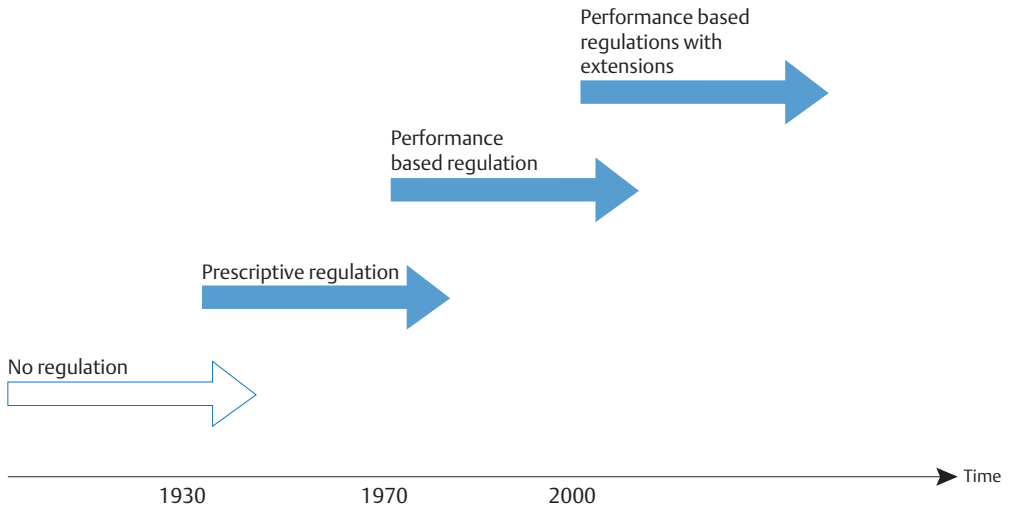 Performance based
regulations with
extensions
Performance
based regulation
Prescriptive regulation
No regulation
Time
1930
1970
2000